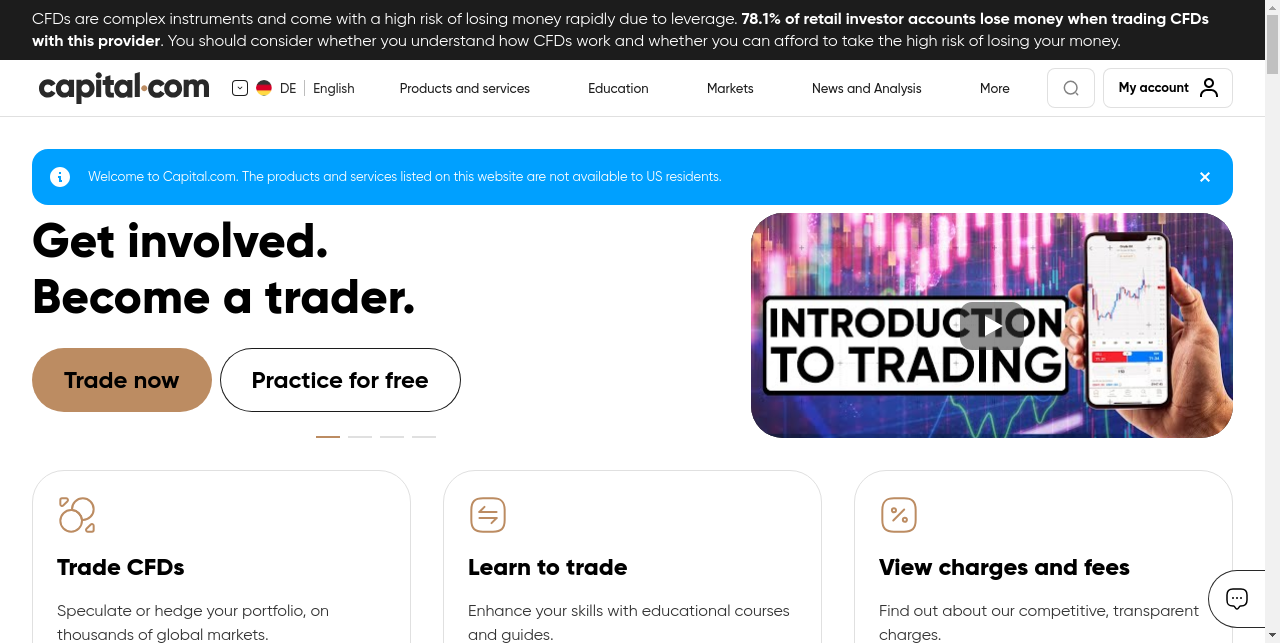 CFDs are complex instruments and come with a high risk of losing money rapidly due to leverage. 78.1% of retail investor accounts lose money when trading CFDs
with this provider. You should consider whether you understand how CFDs work and whether you can afford to take the high risk of losing your money.
capital.com
DE
English
Products and services
Education
Markets
News and Analysis
More
My account
Welcome to Capital.com. The products and services listed on this website are not available to US residents.
Get involved.
Become a trader.
Trade now
Practice for free
INTRODUCTION
TO TRADING
Trade CFDs
Speculate or hedge your portfolio, on
thousands of global markets.
Learn to trade
Enhance your skills with educational courses
and guides.
View charges and fees
Find out about our competitive, transparent
charges.